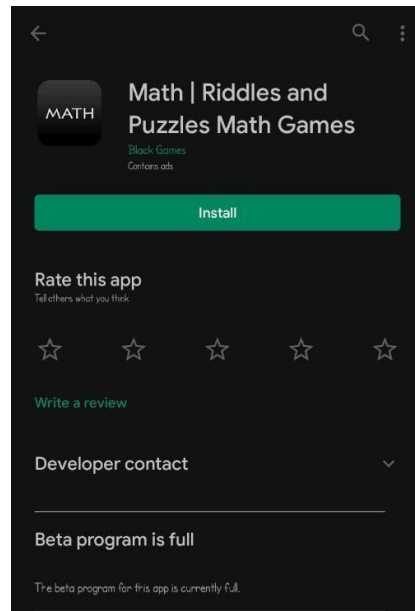 MATH
Math | Riddles and
Puzzles Math Games
Black Games
Contains ads
Install
Rate this app
Tell others what you think
Write a review
Developer contact
Beta program is full
The beta program for this app is currently full.